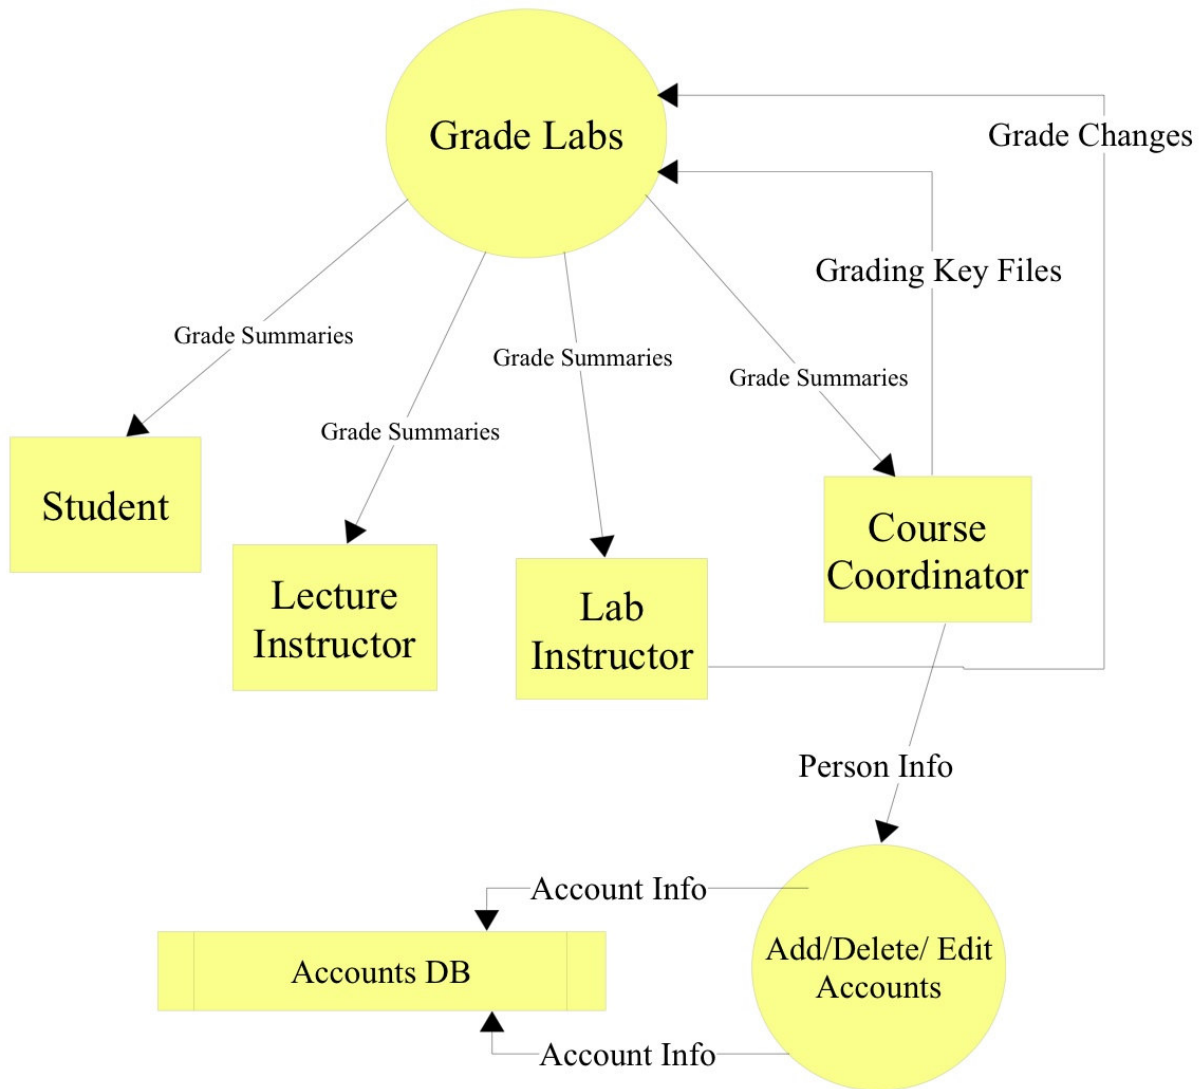 Grade Labs
Grade Changes
Grading Key Files
Grade Summaries
Grade Summaries
Grade Summaries
Grade Summaries
Student
Lecture
Instructor
Lab
Instructor
Course
Coordinator
Person Info
Account Info
Accounts DB
Add/Delete/ Edit
Accounts
Account Info